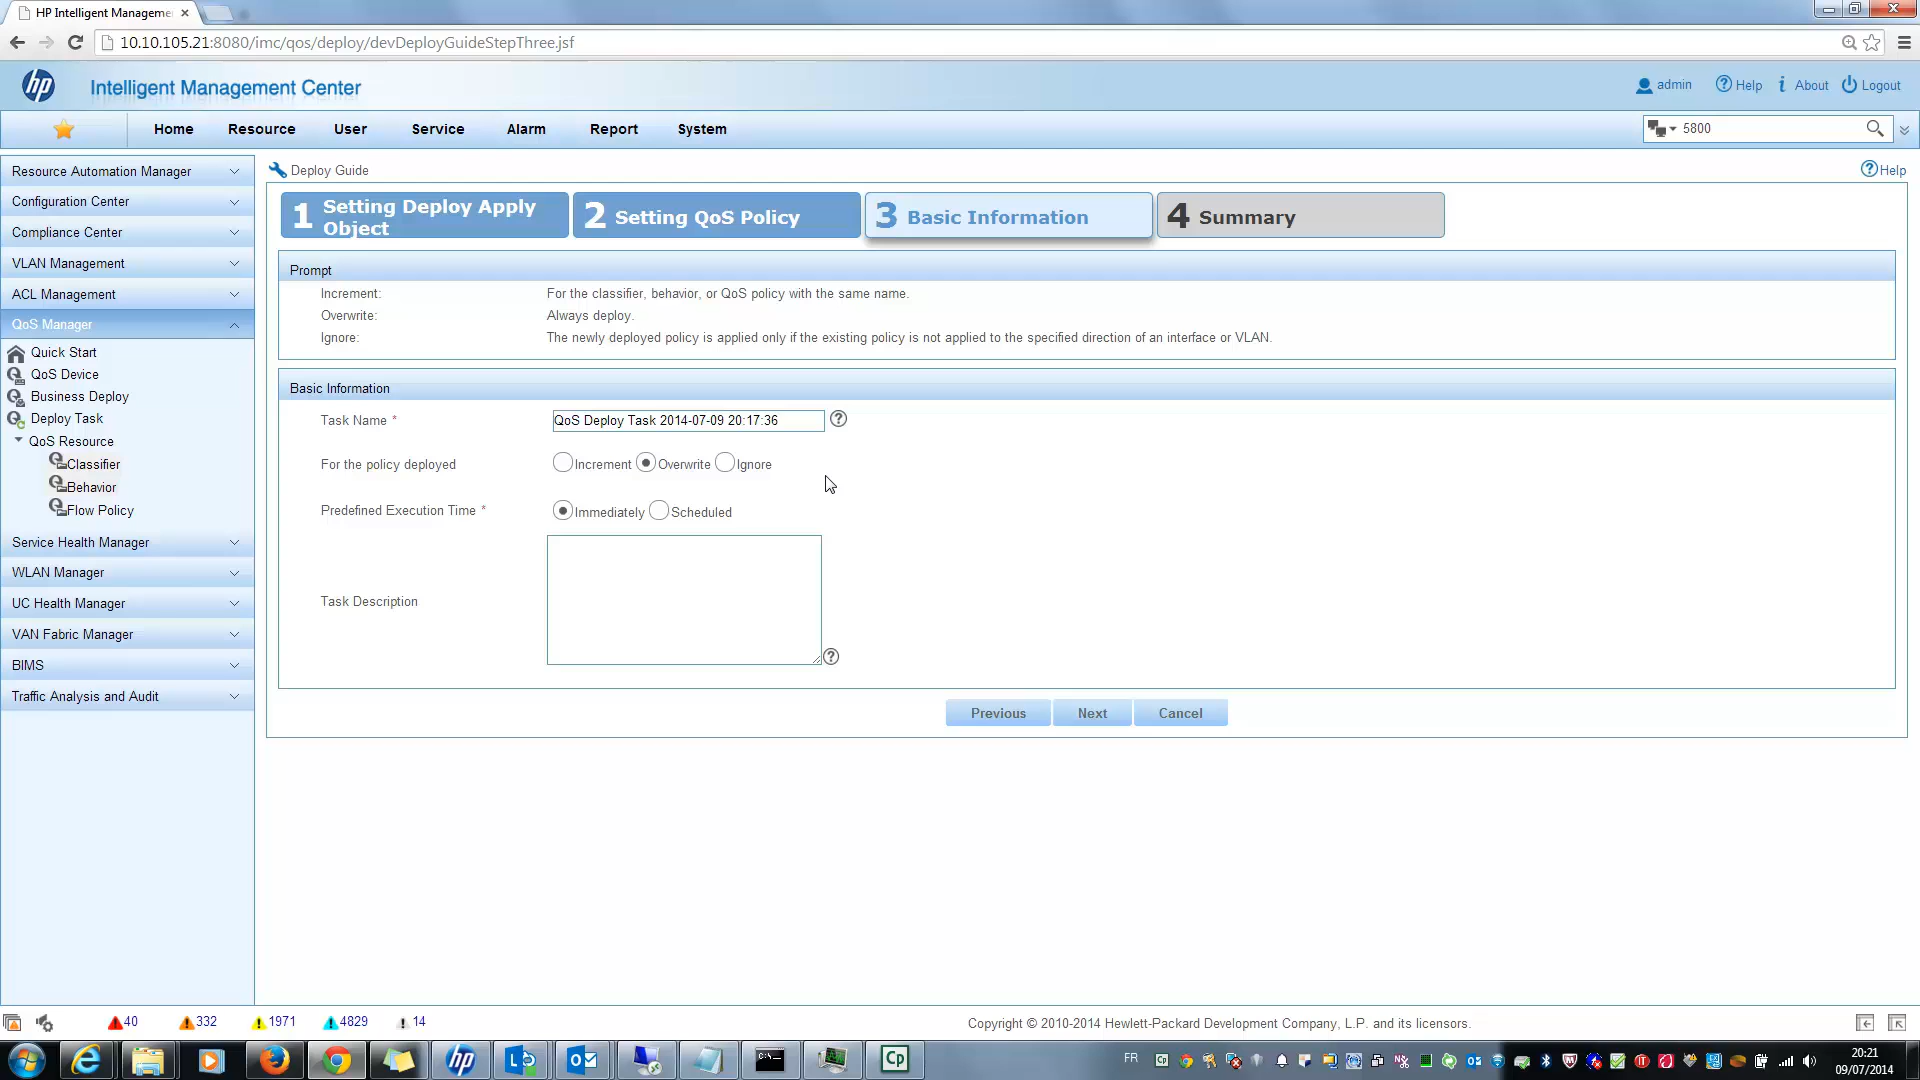 HP Intelligent Manageme
10.10.105.21:8080/imc/qos/deploy/devDeployGuideStepThree.jsf
hp Intelligent Management Center
admin Help About Logout
Home Resource User Service Alarm Report System
5800
Resource Automation Manager
Configuration Center
Compliance Center
VLAN Management
ACL Management
QoS Manager
Quick Start
QoS Device
Business Deploy
Deploy Task
QoS Resource
Classifier
Behavior
Flow Policy
Service Health Manager
WLAN Manager
UC Health Manager
VAN Fabric Manager
BIMS
Traffic Analysis and Audit
Deploy Guide
Help
1 Setting Deploy Apply Object
2 Setting QoS Policy
3 Basic Information
4 Summary
Prompt
Increment: For the classifier, behavior, or QoS policy with the same name.
Overwrite: Always deploy.
Ignore: The newly deployed policy is applied only if the existing policy is not applied to the specified direction of an interface or VLAN.
Basic Information
Task Name * QoS Deploy Task 2014-07-09 20:17:36
For the policy deployed Increment Overwrite Ignore
Predefined Execution Time * Immediately Scheduled
Task Description
Previous Next Cancel
40 332 1971 4829 14
Copyright © 2010-2014 Hewlett-Packard Development Company, L.P. and its licensors.
FR
20:21
09/07/2014